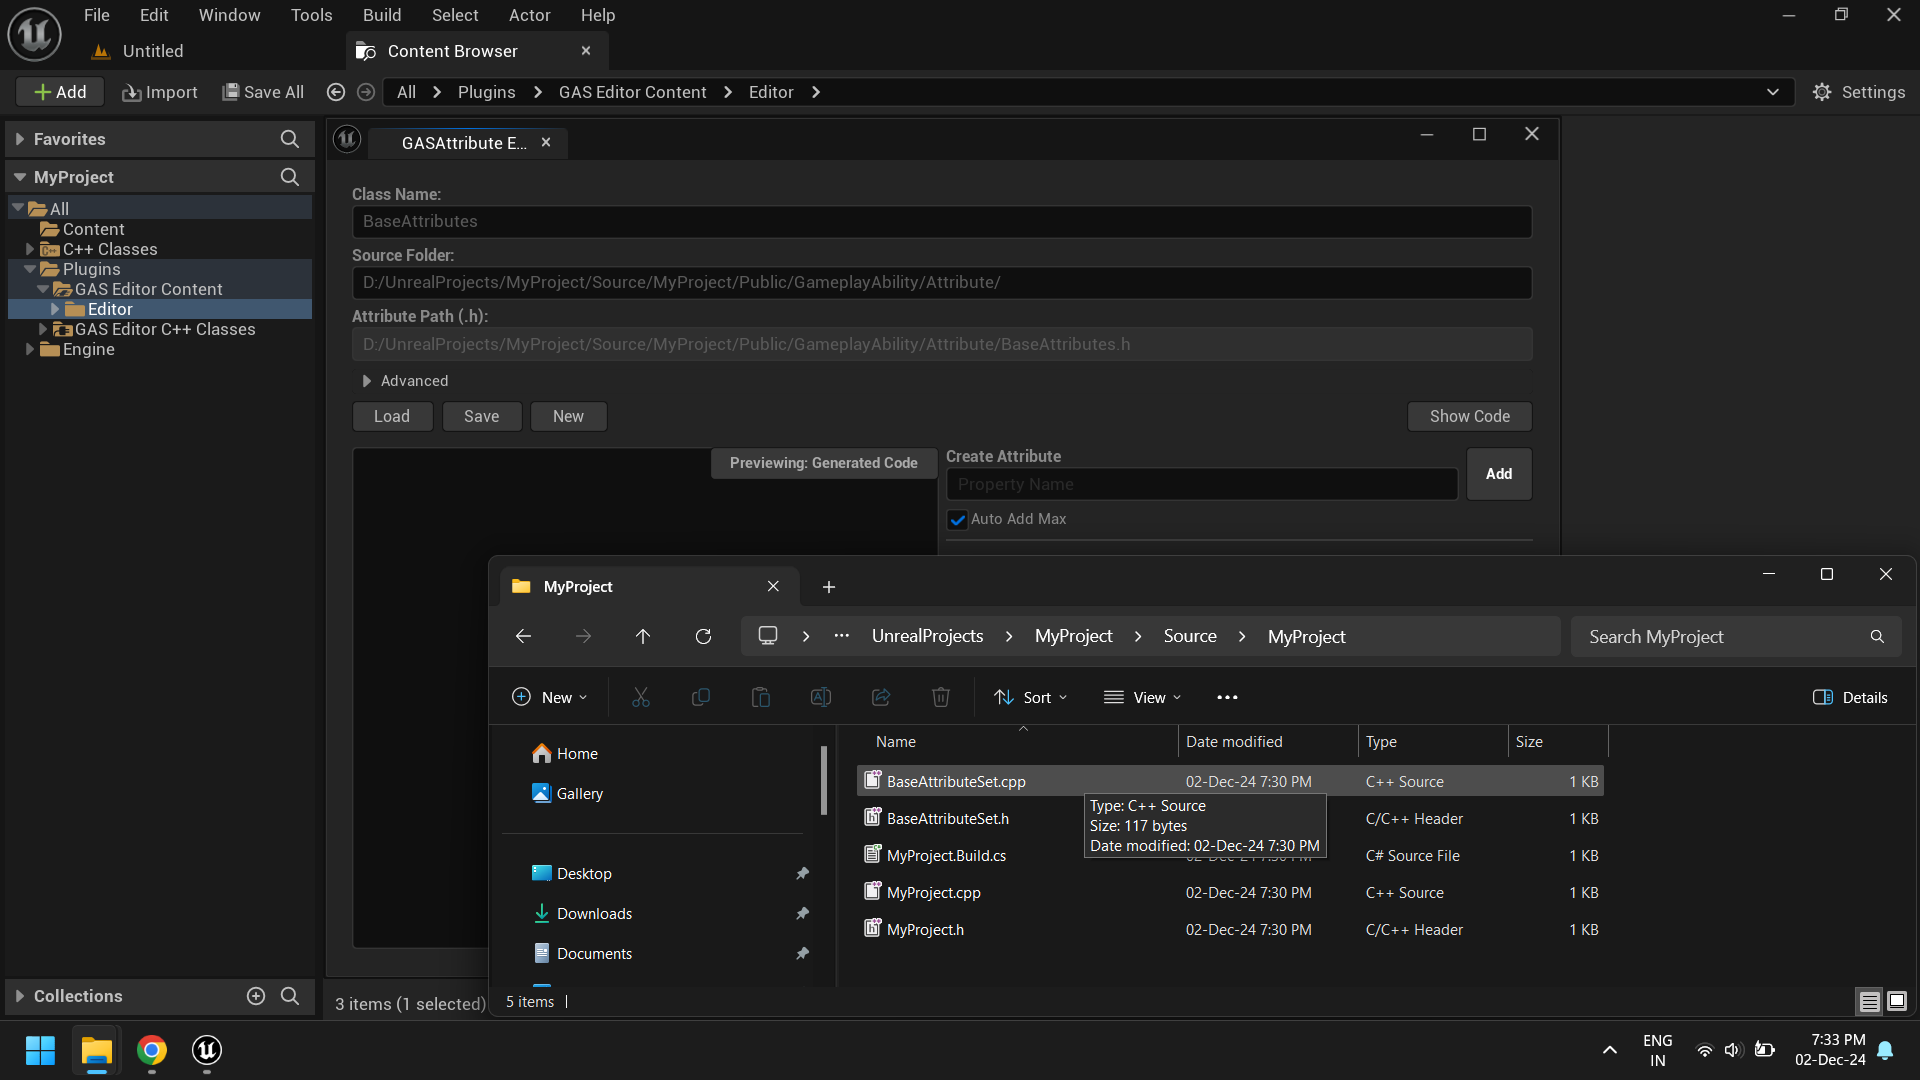 File Edit Window Tools Build Select Actor Help
Untitled
Content Browser
Add Import Save All All Plugins GAS Editor Content Editor Settings
Favorites
MyProject
All
Content
C++ Classes
Plugins
GAS Editor Content
Editor
GAS Editor C++ Classes
Engine
Collections
GASAttribute E...
Class Name:
BaseAttributes
Source Folder:
D:/UnrealProjects/MyProject/Source/MyProject/Public/GameplayAbility/Attribute/
Attribute Path (.h):
D:/UnrealProjects/MyProject/Source/MyProject/Public/GameplayAbility/Attribute/BaseAttributes.h
Advanced
Load Save New Show Code
Previewing: Generated Code
Create Attribute
Property Name
Add
Auto Add Max
3 items (1 selected)
MyProject
UnrealProjects MyProject Source MyProject
Search MyProject
New Sort View Details
Home
Gallery
Desktop
Downloads
Documents
Name Date modified Type Size
BaseAttributeSet.cpp 02-Dec-24 7:30 PM C++ Source 1 KB
BaseAttributeSet.h C/C++ Header 1 KB
MyProject.Build.cs 02-Dec-24 7:30 PM C# Source File 1 KB
MyProject.cpp 02-Dec-24 7:30 PM C++ Source 1 KB
MyProject.h 02-Dec-24 7:30 PM C/C++ Header 1 KB
Type: C++ Source
Size: 117 bytes
Date modified: 02-Dec-24 7:30 PM
5 items
ENG
IN
7:33 PM
02-Dec-24